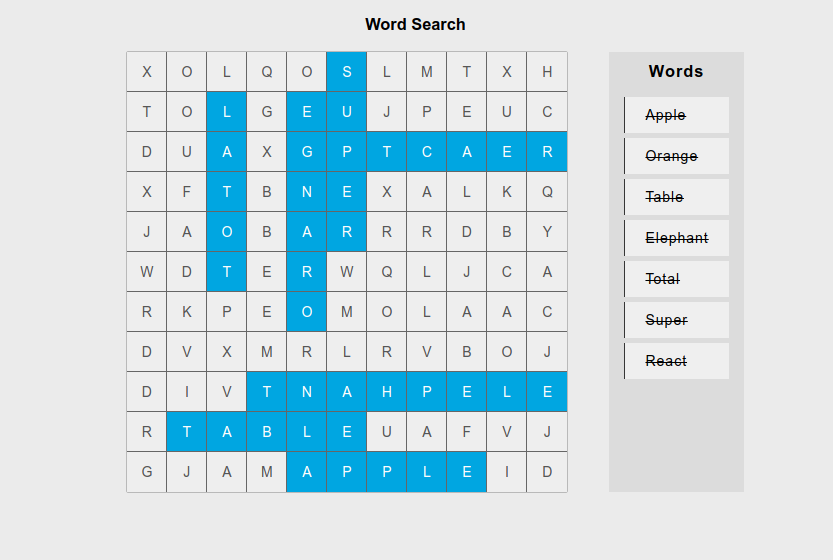 Word Search
X O L Q O S L M T X H
T O L G E U J P E U C
D U A X G P T C A E R
X F T B N E X A L K Q
J A O B A R R R D B Y
W D T E R W Q L J C A
R K P E O M O L A A C
D V X M R L R V B O J
D I V T N A H P E L E
R T A B L E U A F V J
G J A M A P P L E I D
Words
Apple
Orange
Table
Elephant
Total
Super
React